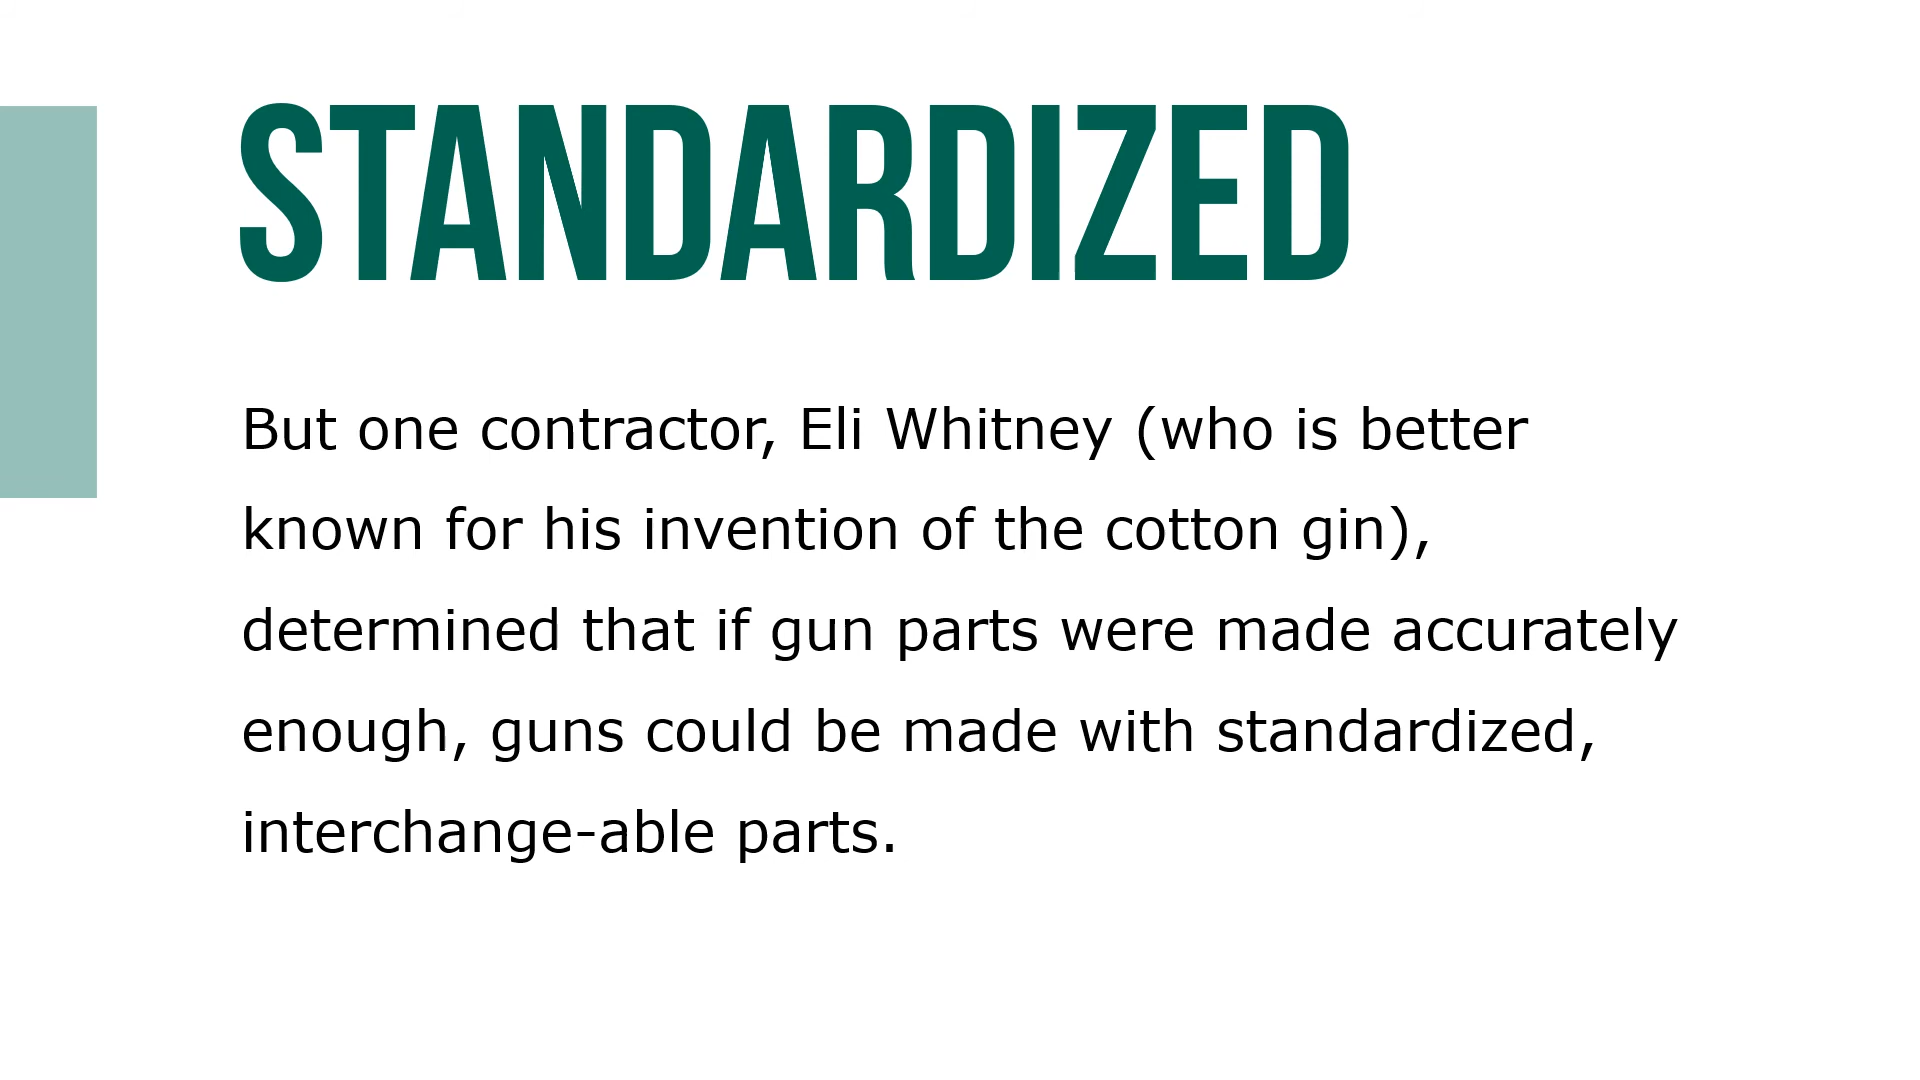 STANDARDIZED
But one contractor, Eli Whitney (who is better
known for his invention of the cotton gin),
determined that if gun parts were made accurately
enough, guns could be made with standardized,
interchange-able parts.